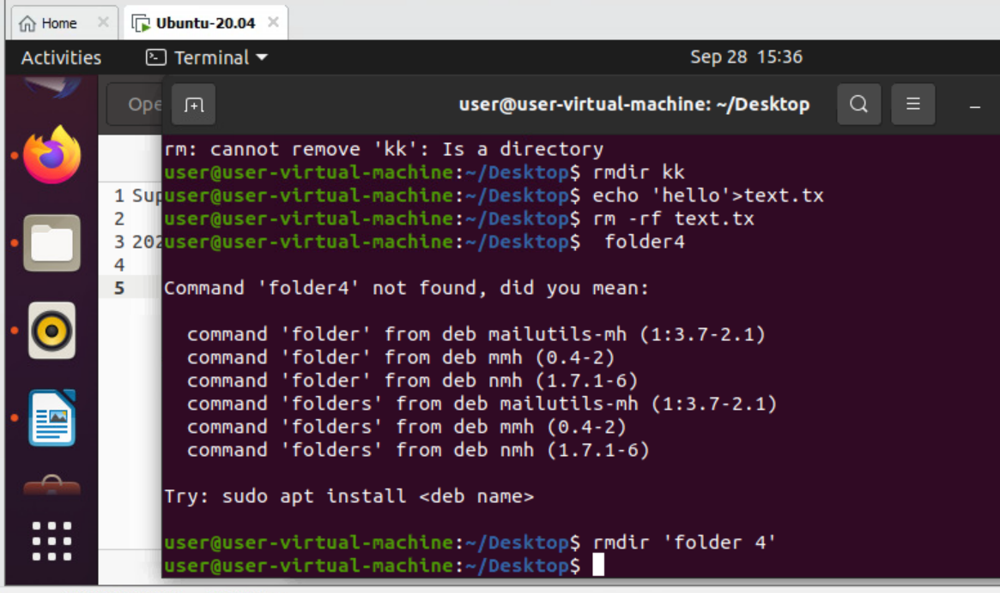 Home
Ubuntu-20.04
Activities
Terminal
Sep 28 15:36
Ope
user@user-virtual-machine: ~/Desktop
1 Sup
2
3 202
4
5
rm: cannot remove 'kk': Is a directory
user@user-virtual-machine:~/Desktop$ rmdir kk
user@user-virtual-machine:~/Desktop$ echo 'hello'>text.tx
user@user-virtual-machine:~/Desktop$ rm -rf text.tx
user@user-virtual-machine:~/Desktop$  folder4
Command 'folder4' not found, did you mean:
command 'folder' from deb mailutils-mh (1:3.7-2.1)
command 'folder' from deb mmh (0.4-2)
command 'folder' from deb nmh (1.7.1-6)
command 'folders' from deb mailutils-mh (1:3.7-2.1)
command 'folders' from deb mmh (0.4-2)
command 'folders' from deb nmh (1.7.1-6)
Try: sudo apt install <deb name>
user@user-virtual-machine:~/Desktop$ rmdir 'folder 4'
user@user-virtual-machine:~/Desktop$